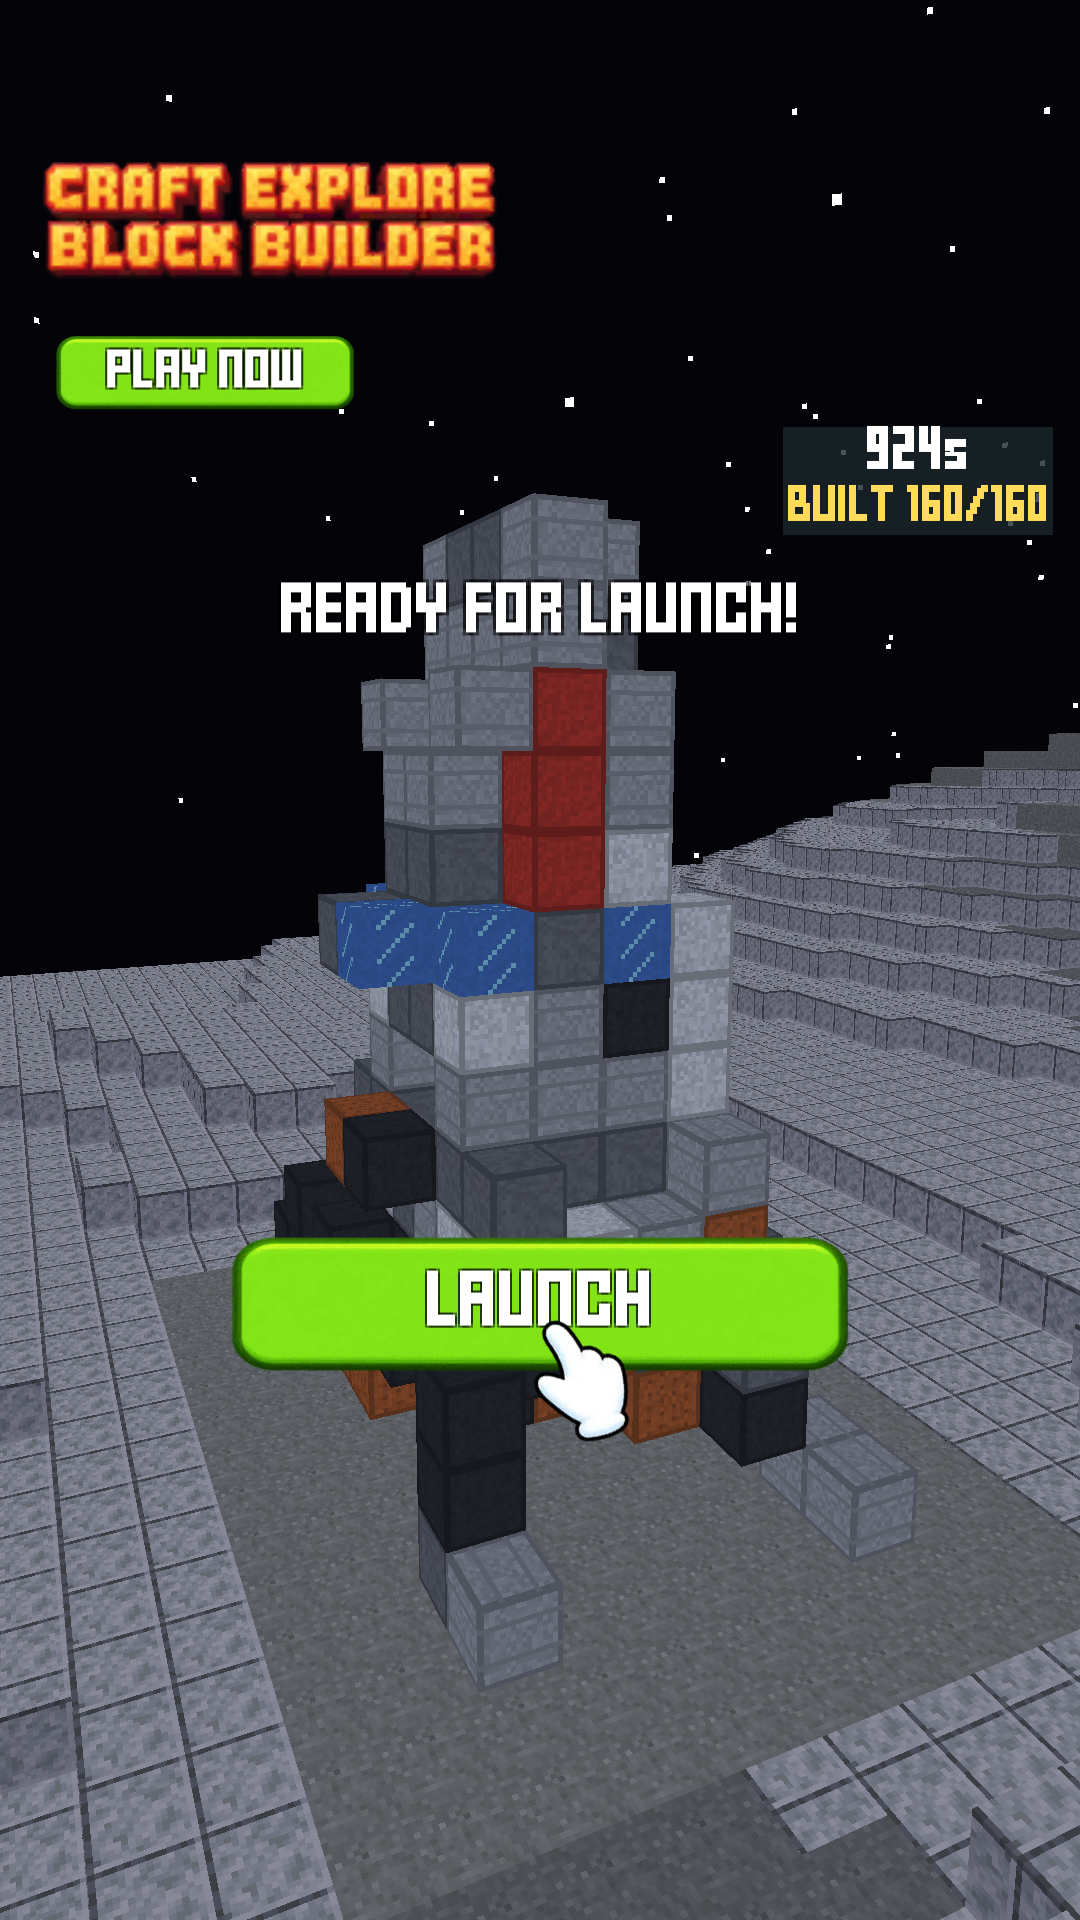 CRAFT EXPLORE
BLOCK BUILDER
PLAY NOW
924s
BUILT 160/160
READY FOR LAUNCH!
LAUNCH